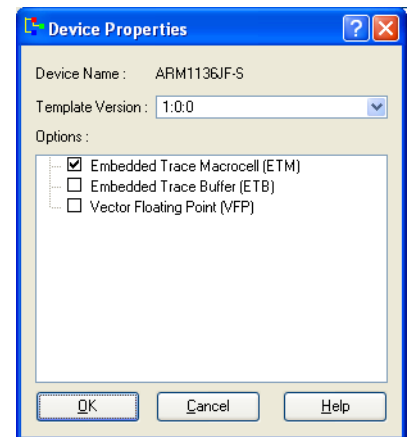 Device Properties
Device Name : ARM1136JF-S
Template Version : 1:0:0
Options :
Embedded Trace Macrocell (ETM)
Embedded Trace Buffer (ETB)
Vector Floating Point (VFP)
OK Cancel Help